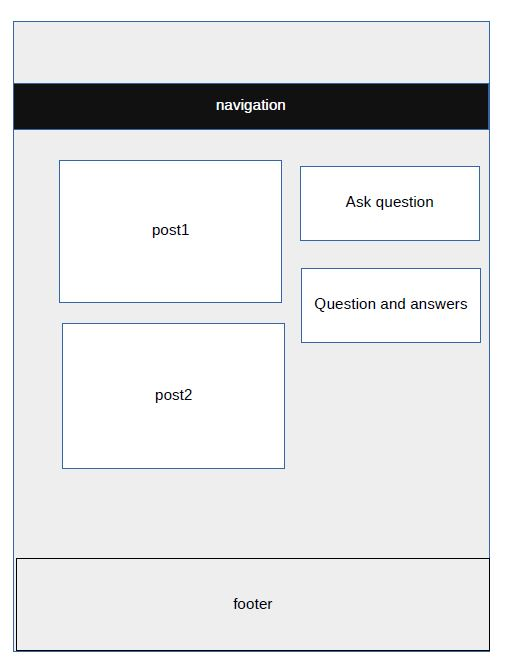 navigation
post1
Ask question
Question and answers
post2
footer